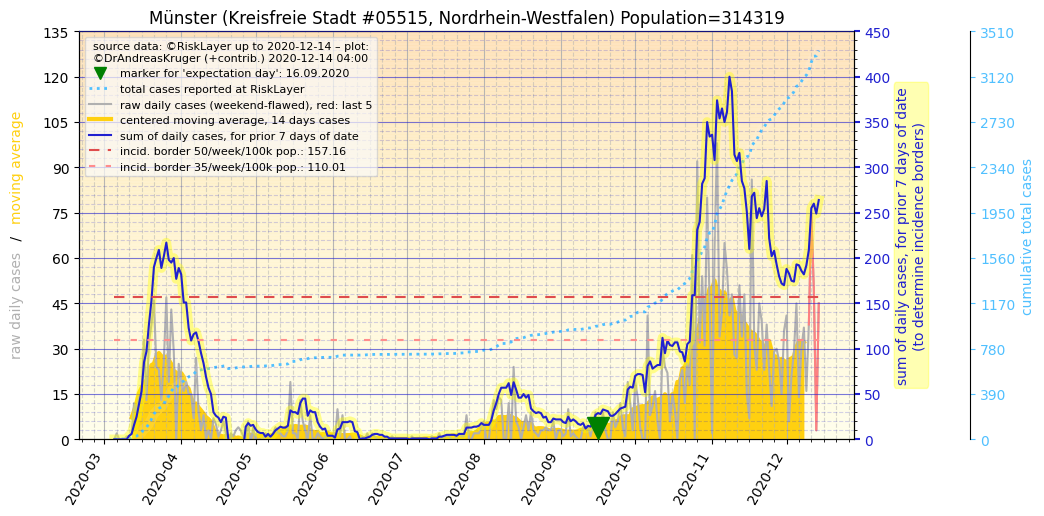 Münster (Kreisfreie Stadt #05515, Nordrhein-Westfalen) Population=314319
source data: ©RiskLayer up to 2020-12-14 – plot:
©DrAndreasKruger (+contrib.) 2020-12-14 04:00
marker for 'expectation day': 16.09.2020
total cases reported at RiskLayer
raw daily cases (weekend-flawed), red: last 5
centered moving average, 14 days cases
sum of daily cases, for prior 7 days of date
incid. border 50/week/100k pop.: 157.16
incid. border 35/week/100k pop.: 110.01
raw daily cases / moving average
135
120
105
90
75
60
45
30
15
0
2020-03
2020-04
2020-05
2020-06
2020-07
2020-08
2020-09
2020-10
2020-11
2020-12
450
400
350
300
250
200
150
100
50
0
sum of daily cases, for prior 7 days of date
(to determine incidence borders)
3510
3120
2730
2340
1950
1560
1170
780
390
0
cumulative total cases